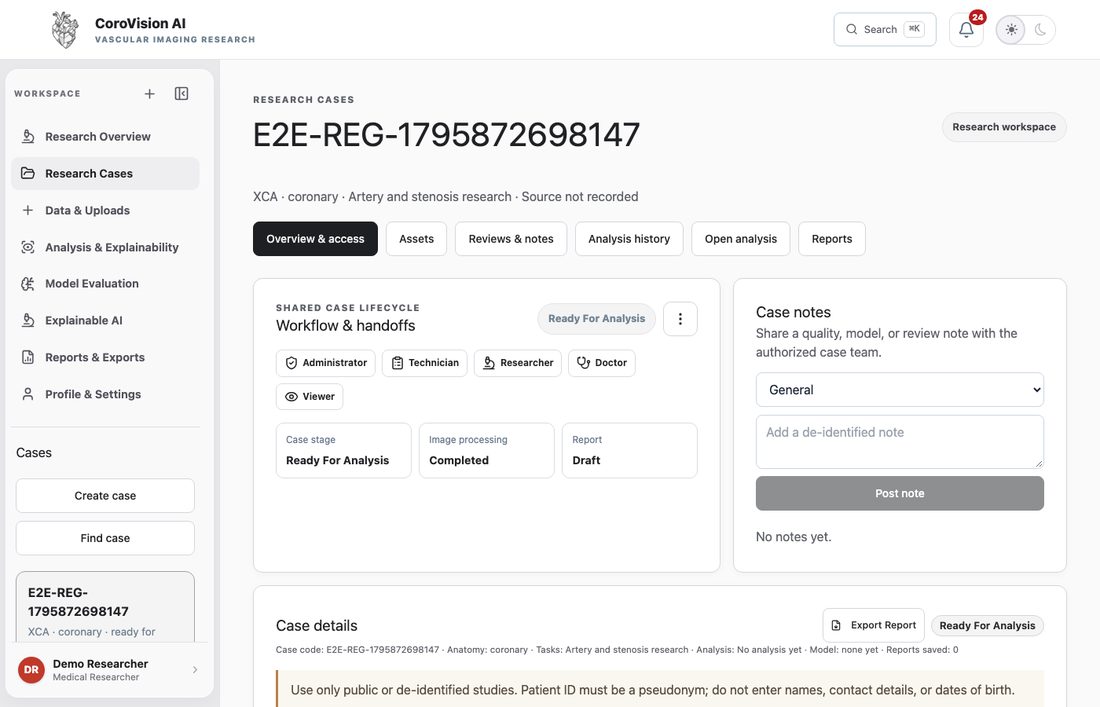 CoroVision AI
VASCULAR IMAGING RESEARCH
Search ⌘K
24
WORKSPACE
Research Overview
Research Cases
Data & Uploads
Analysis & Explainability
Model Evaluation
Explainable AI
Reports & Exports
Profile & Settings
Cases
Create case
Find case
E2E-REG-
1795872698147
XCA · coronary · ready for
DR
Demo Researcher
Medical Researcher
RESEARCH CASES
E2E-REG-1795872698147
Research workspace
XCA · coronary · Artery and stenosis research · Source not recorded
Overview & access
Assets
Reviews & notes
Analysis history
Open analysis
Reports
SHARED CASE LIFECYCLE
Workflow & handoffs
Ready For Analysis
Administrator
Technician
Researcher
Doctor
Viewer
Case stage
Ready For Analysis
Image processing
Completed
Report
Draft
Case notes
Share a quality, model, or review note with the
authorized case team.
General
Add a de-identified note
Post note
No notes yet.
Case details
Export Report
Ready For Analysis
Case code: E2E-REG-1795872698147 · Anatomy: coronary · Tasks: Artery and stenosis research · Analysis: No analysis yet · Model: none yet · Reports saved: 0
Use only public or de-identified studies. Patient ID must be a pseudonym; do not enter names, contact details, or dates of birth.